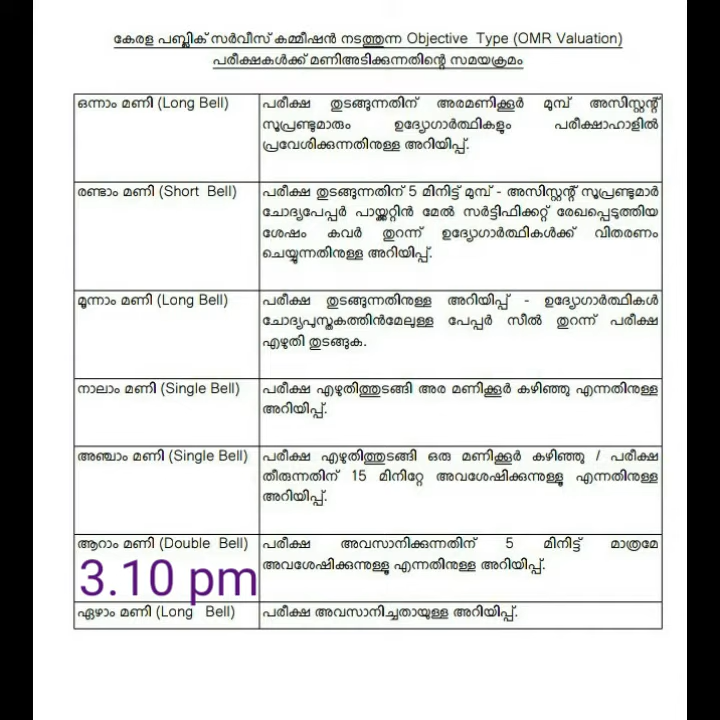 കേരള പബ്ലിക് സർവീസ് കമ്മീഷൻ നടത്തുന്ന Objective Type (OMR Valuation)
പരീക്ഷകൾക്ക് മണിഅടിക്കുന്നതിന്റെ സമയക്രമം
ഒന്നാം മണി (Long Bell)
പരീക്ഷ തുടങ്ങുന്നതിന് അരമണിക്കൂർ മുമ്പ് അസിസ്റ്റന്റ്
സൂപ്രണ്ടുമാരും ഉദ്യോഗാർത്ഥികളും പരീക്ഷാഹാളിൽ
പ്രവേശിക്കുന്നതിനുള്ള അറിയിപ്പ്.
രണ്ടാം മണി (Short Bell)
പരീക്ഷ തുടങ്ങുന്നതിന് 5 മിനിട്ട് മുമ്പ് - അസിസ്റ്റന്റ് സൂപ്രണ്ടുമാർ
ചോദ്യപേപ്പർ പായ്ക്കറ്റിൻ മേൽ സർട്ടിഫിക്കറ്റ് രേഖപ്പെടുത്തിയ
ശേഷം കവർ തുറന്ന് ഉദ്യോഗാർത്ഥികൾക്ക് വിതരണം
ചെയ്യുന്നതിനുള്ള അറിയിപ്പ്.
മൂന്നാം മണി (Long Bell)
പരീക്ഷ തുടങ്ങുന്നതിനുള്ള അറിയിപ്പ് - ഉദ്യോഗാർത്ഥികൾ
ചോദ്യപുസ്തകത്തിൻമേലുള്ള പേപ്പർ സീൽ തുറന്ന് പരീക്ഷ
എഴുതി തുടങ്ങുക.
നാലാം മണി (Single Bell)
പരീക്ഷ എഴുതിത്തുടങ്ങി അര മണിക്കൂർ കഴിഞ്ഞു എന്നതിനുള്ള
അറിയിപ്പ്.
അഞ്ചാം മണി (Single Bell)
പരീക്ഷ എഴുതിത്തുടങ്ങി ഒരു മണിക്കൂർ കഴിഞ്ഞു / പരീക്ഷ
തീരുന്നതിന് 15 മിനിറ്റേ അവശേഷിക്കുന്നുള്ളൂ എന്നതിനുള്ള
അറിയിപ്പ്.
ആറാം മണി (Double Bell)
3.10 pm
പരീക്ഷ അവസാനിക്കുന്നതിന് 5 മിനിട്ട് മാത്രമേ
അവശേഷിക്കുന്നുള്ളൂ എന്നതിനുള്ള അറിയിപ്പ്.
ഏഴാം മണി (Long Bell)
പരീക്ഷ അവസാനിച്ചതായുള്ള അറിയിപ്പ്.